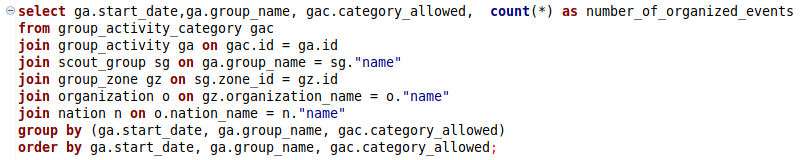 select ga.start_date,ga.group_name, gac.category_allowed,  count(*) as number_of_organized_events
from group_activity_category gac
join group_activity ga on gac.id = ga.id
join scout_group sg on ga.group_name = sg."name"
join group_zone gz on sg.zone_id = gz.id
join organization o on gz.organization_name = o."name"
join nation n on o.nation_name = n."name"
group by (ga.start_date, ga.group_name, gac.category_allowed)
order by ga.start_date, ga.group_name, gac.category_allowed;